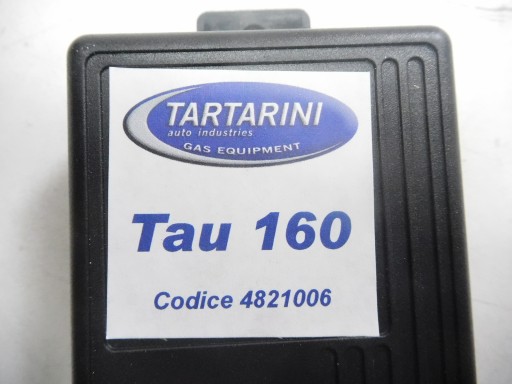 TARTARINI
auto industries
GAS EQUIPMENT
Tau 160
Codice 4821006